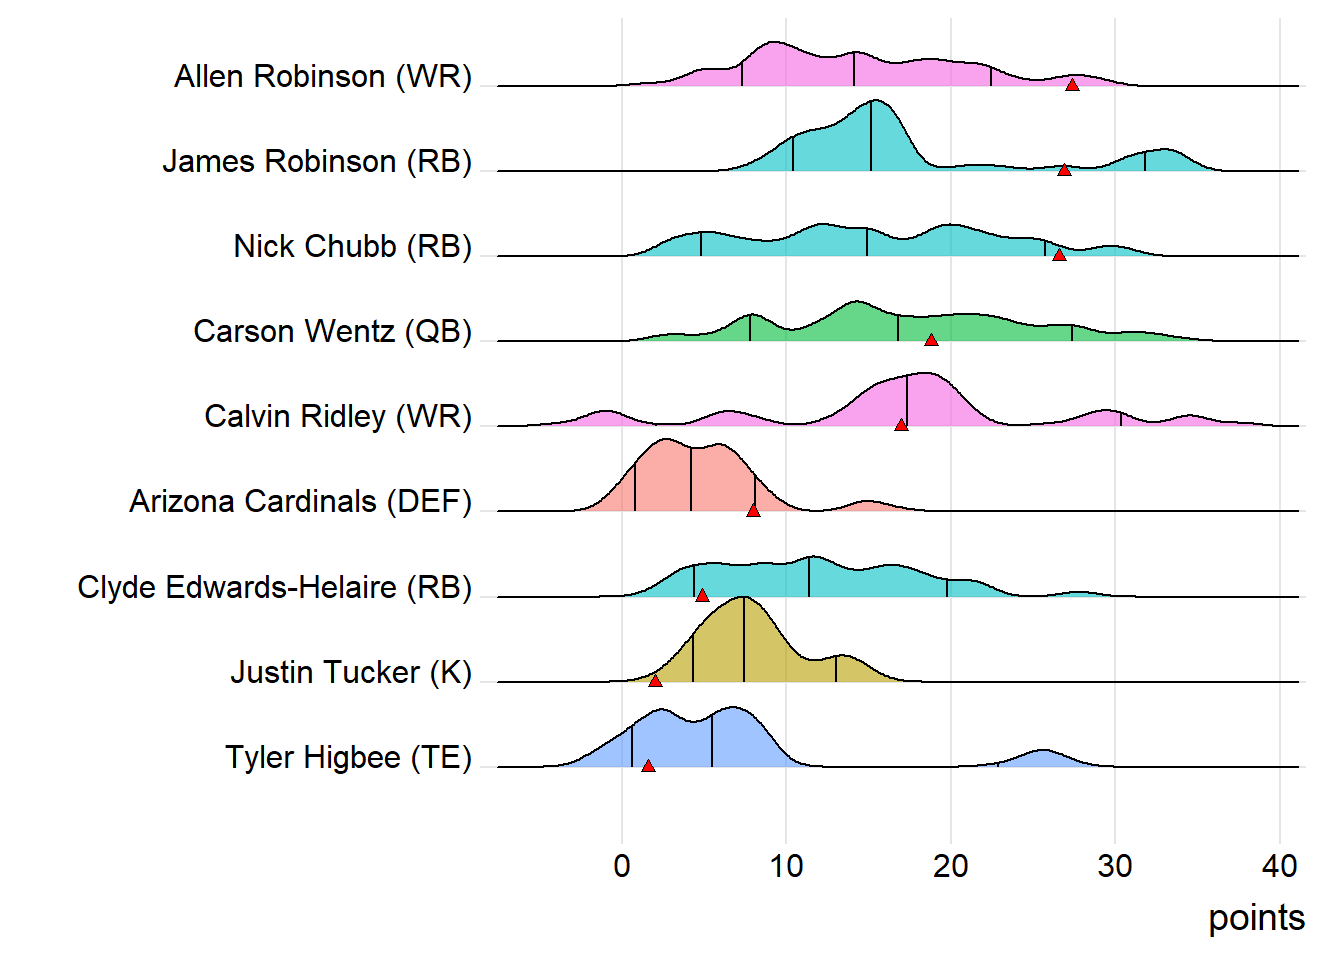 Allen Robinson (WR)
James Robinson (RB)
Nick Chubb (RB)
Carson Wentz (QB)
Calvin Ridley (WR)
Arizona Cardinals (DEF)
Clyde Edwards-Helaire (RB)
Justin Tucker (K)
Tyler Higbee (TE)
0 10 20 30 40
points